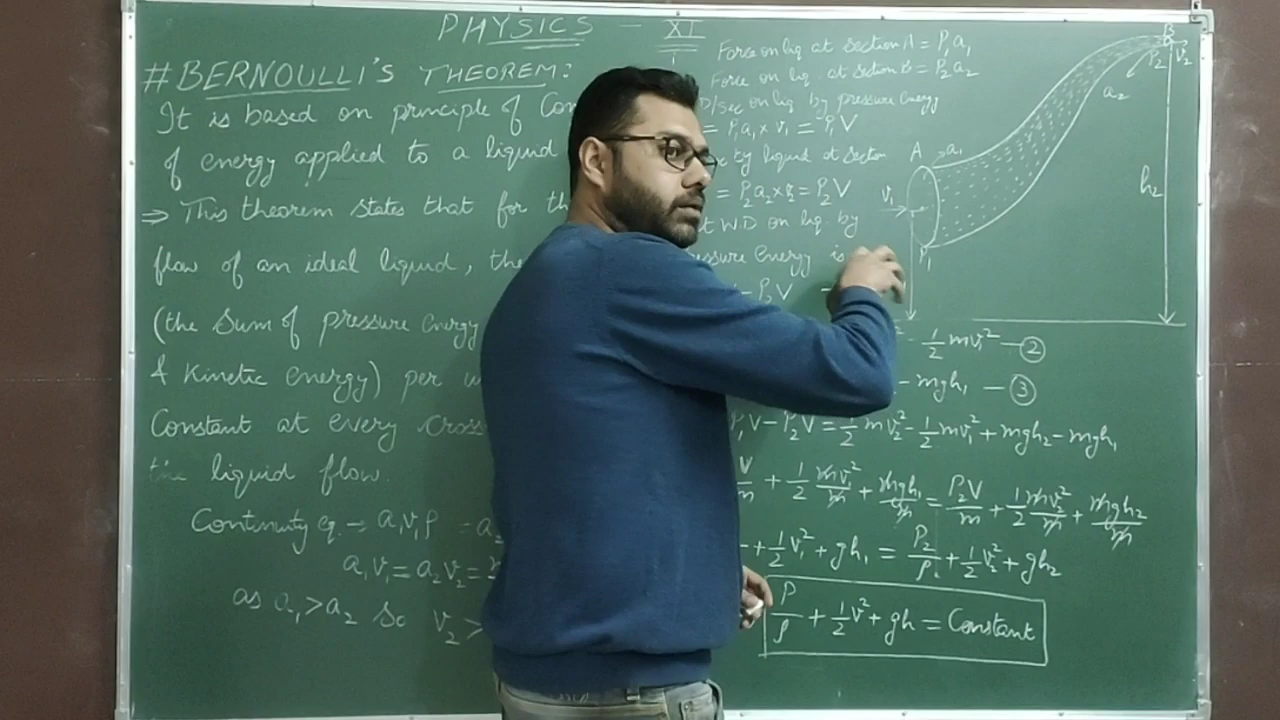 PHYSICS — XI
# BERNOULLI'S THEOREM:
It is based on principle of Con
of energy applied to a liquid
⇒ This theorem states that for th
flow of an ideal liquid, the
(the sum of pressure energy
& Kinetic energy) per
Constant at every cross
the liquid flow.
Continuity eq. → a₁v₁ρ = a₂
a₁v₁ = a₂v₂ =
as a₁ > a₂ So v₂ >
Force on liq at section A = P₁a₁
Force on liq. at section B = P₂a₂
D/Sec on liq by pressure energy
= P₁a₁ × v₁ = P₁V
by liquid at section
= P₂a₂ × v₂ = P₂V
t W.D on liq by
essure energy is
- P₂V -
- ½ mv₁² — ②
- mgh₁ — ③
P₁V - P₂V = ½ mv₂² - ½ mv₁² + mgh₂ - mgh₁
V/m + ½ mv₁²/m + mgh₁/m = P₂V/m + ½ mv₂²/m + mgh₂/m
+ ½ v₁² + gh₁ = P₂/ρ + ½ v₂² + gh₂
P/ρ + ½ v² + gh = Constant
B
P₂ v₂
a₂
A a₁
v₁
P₁
h₂